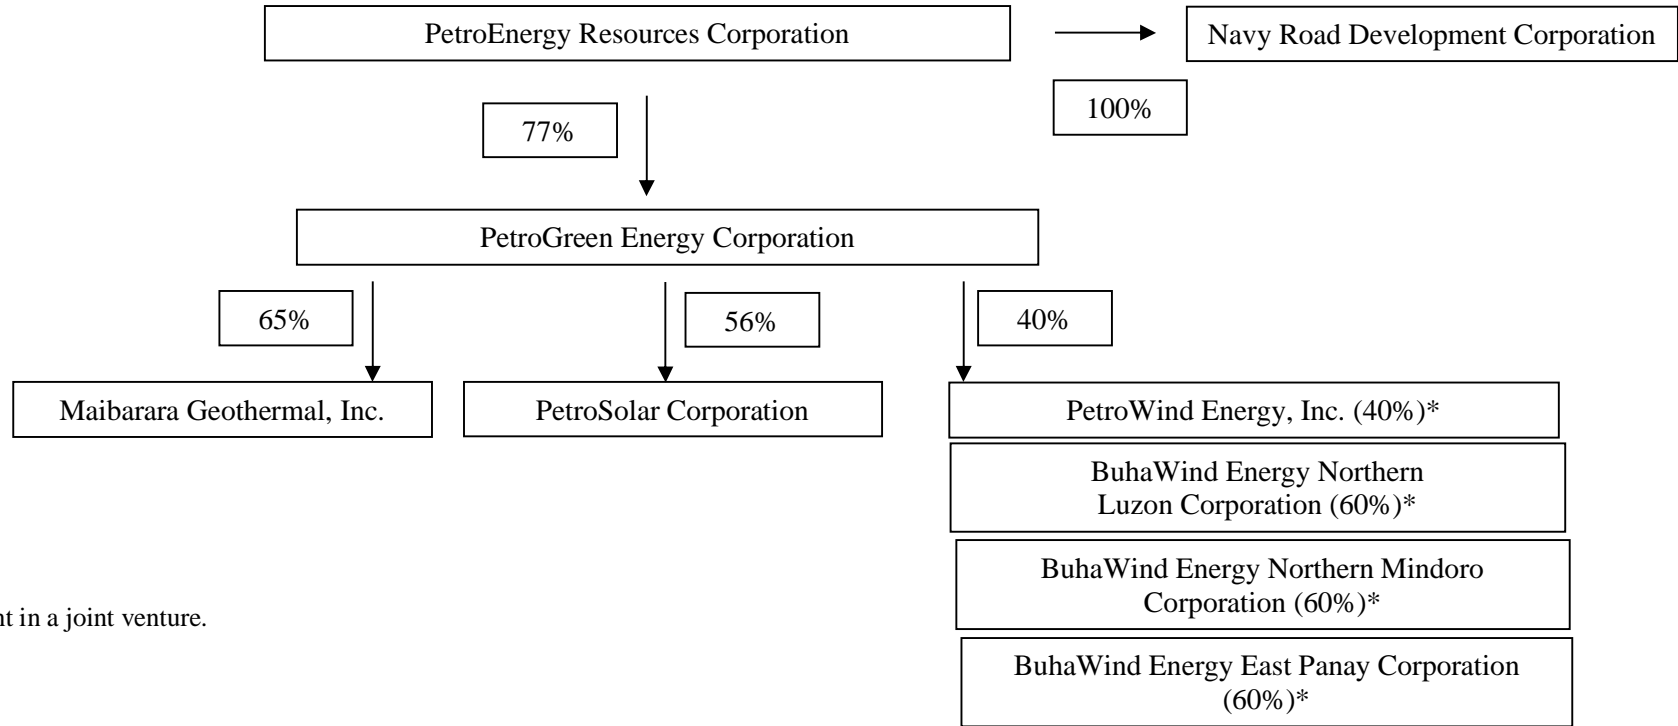 PetroEnergy Resources Corporation
Navy Road Development Corporation
77%
100%
PetroGreen Energy Corporation
65%
56%
40%
Maibarara Geothermal, Inc.
PetroSolar Corporation
PetroWind Energy, Inc. (40%)*
BuhaWind Energy Northern
Luzon Corporation (60%)*
BuhaWind Energy Northern Mindoro
Corporation (60%)*
in a joint venture.
BuhaWind Energy East Panay Corporation
(60%)*